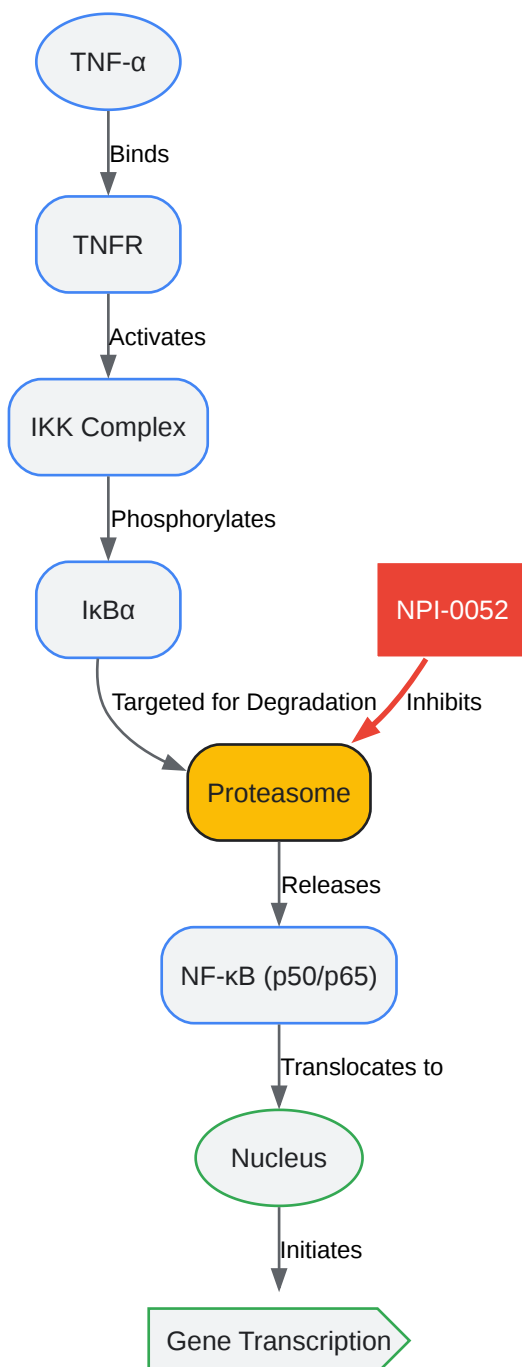 TNF-α
Binds
TNFR
Activates
IKK Complex
Phosphorylates
IκBα
NPI-0052
Targeted for Degradation
Inhibits
Proteasome
Releases
NF-κB (p50/p65)
Translocates to
Nucleus
Initiates
Gene Transcription